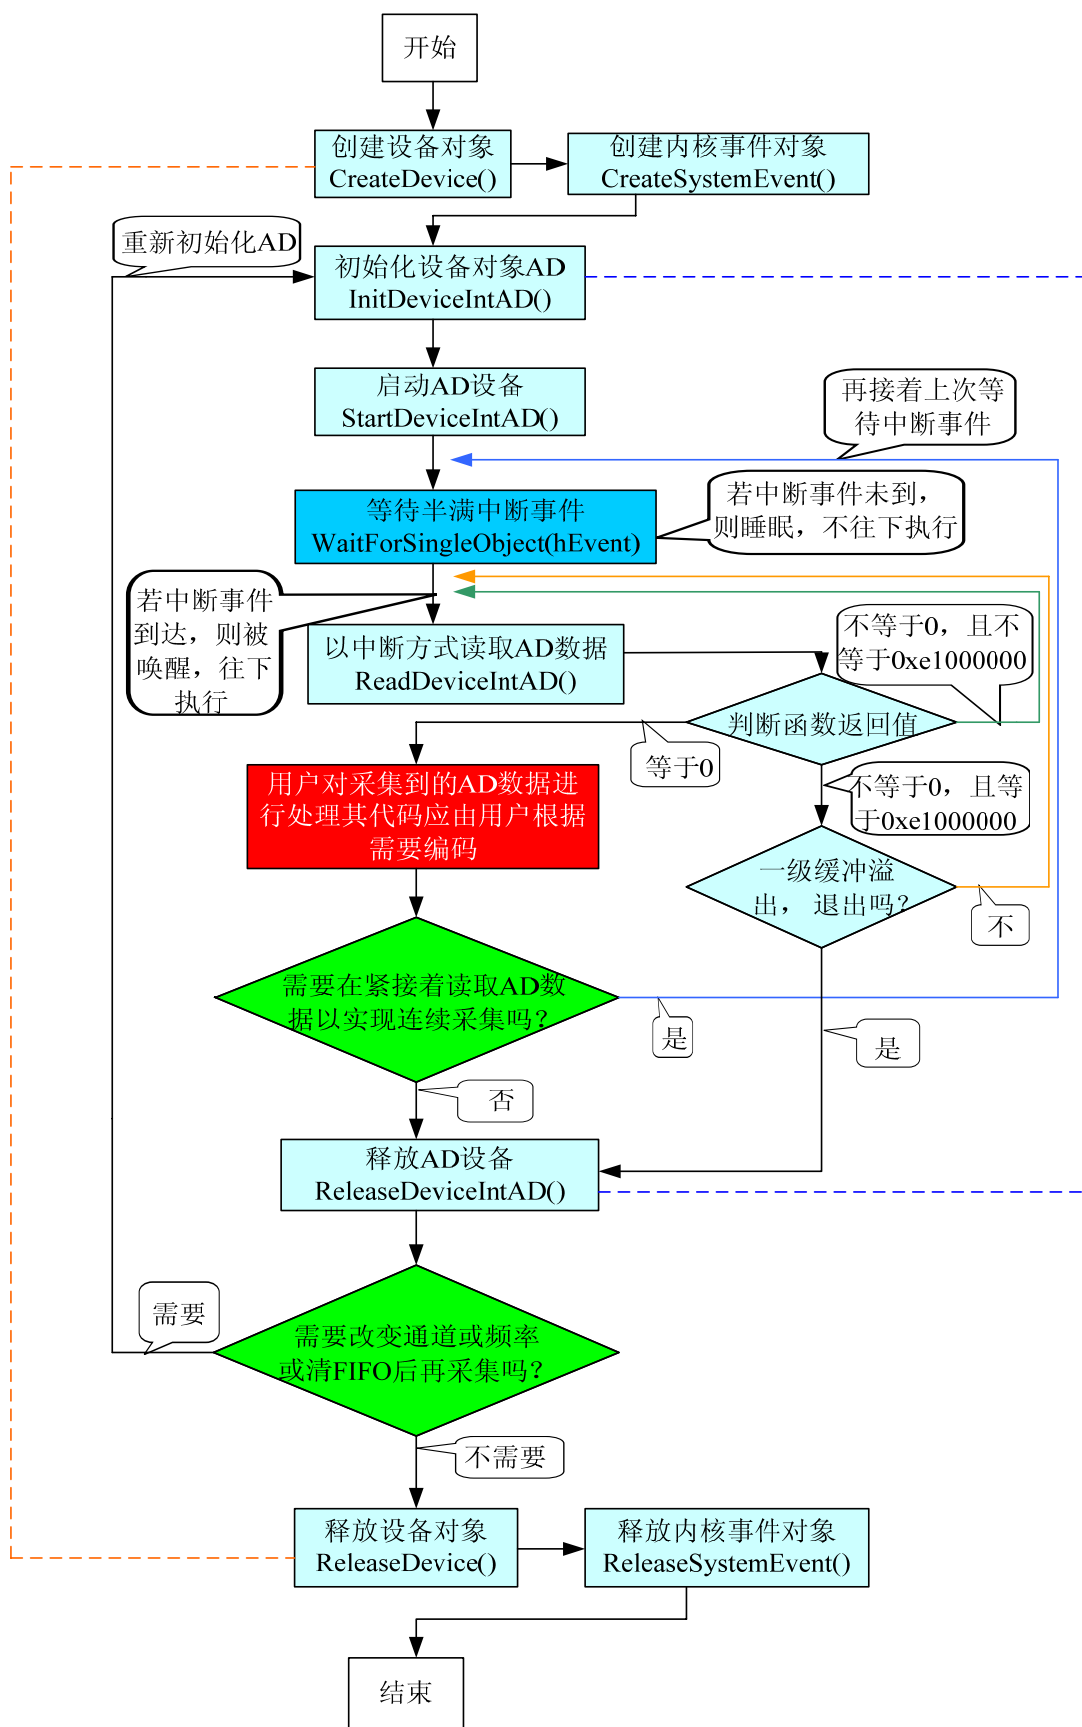 开始
创建设备对象
CreateDevice()
创建内核事件对象
CreateSystemEvent()
重新初始化AD
初始化设备对象AD
InitDeviceIntAD()
启动AD设备
StartDeviceIntAD()
再接着上次等
待中断事件
等待半满中断事件
WaitForSingleObject(hEvent)
若中断事件未到，
则睡眠，不往下执行
若中断事件
到达，则被
唤醒，往下
执行
以中断方式读取AD数据
ReadDeviceIntAD()
不等于0，且不
等于0xe1000000
判断函数返回值
等于0
不等于0，且等
于0xe1000000
用户对采集到的AD数据进
行处理其代码应由用户根据
需要编码
一级缓冲溢
出，退出吗？
不
需要在紧接着读取AD数
据以实现连续采集吗？
是
是
否
释放AD设备
ReleaseDeviceIntAD()
需要
需要改变通道或频率
或清FIFO后再采集吗？
不需要
释放设备对象
ReleaseDevice()
释放内核事件对象
ReleaseSystemEvent()
结束